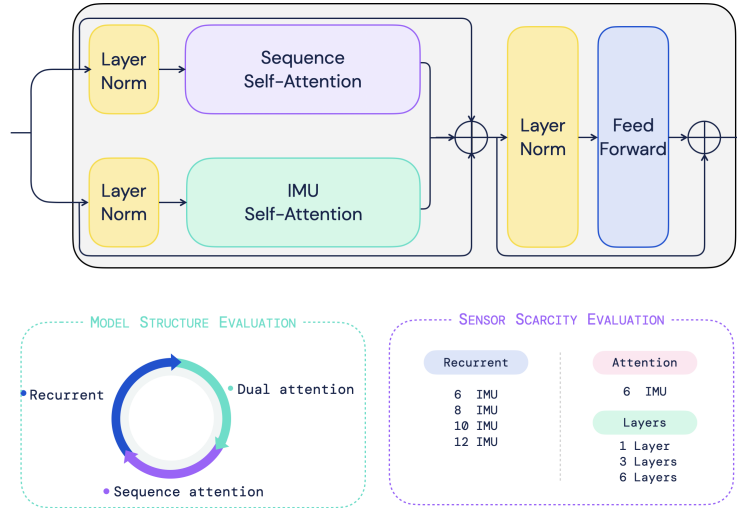 Layer
Norm
Sequence
Self-Attention
Layer
Norm
IMU
Self-Attention
Layer
Norm
Feed
Forward
Model Structure Evaluation
Recurrent
Dual attention
Sequence attention
Sensor Scarcity Evaluation
Recurrent
6 IMU
8 IMU
10 IMU
12 IMU
Attention
6 IMU
Layers
1 Layer
3 Layers
6 Layers